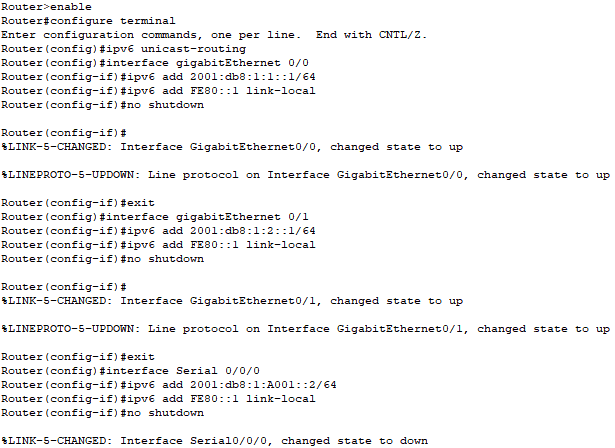 Router>enable
Router#configure terminal
Enter configuration commands, one per line.  End with CNTL/Z.
Router(config)#ipv6 unicast-routing
Router(config)#interface gigabitEthernet 0/0
Router(config-if)#ipv6 add 2001:db8:1:1::1/64
Router(config-if)#ipv6 add FE80::1 link-local
Router(config-if)#no shutdown
Router(config-if)#
%LINK-5-CHANGED: Interface GigabitEthernet0/0, changed state to up
%LINEPROTO-5-UPDOWN: Line protocol on Interface GigabitEthernet0/0, changed state to up
Router(config-if)#exit
Router(config)#interface gigabitEthernet 0/1
Router(config-if)#ipv6 add 2001:db8:1:2::1/64
Router(config-if)#ipv6 add FE80::1 link-local
Router(config-if)#no shutdown
Router(config-if)#
%LINK-5-CHANGED: Interface GigabitEthernet0/1, changed state to up
%LINEPROTO-5-UPDOWN: Line protocol on Interface GigabitEthernet0/1, changed state to up
Router(config-if)#exit
Router(config)#interface Serial 0/0/0
Router(config-if)#ipv6 add 2001:db8:1:A001::2/64
Router(config-if)#ipv6 add FE80::1 link-local
Router(config-if)#no shutdown
%LINK-5-CHANGED: Interface Serial0/0/0, changed state to down